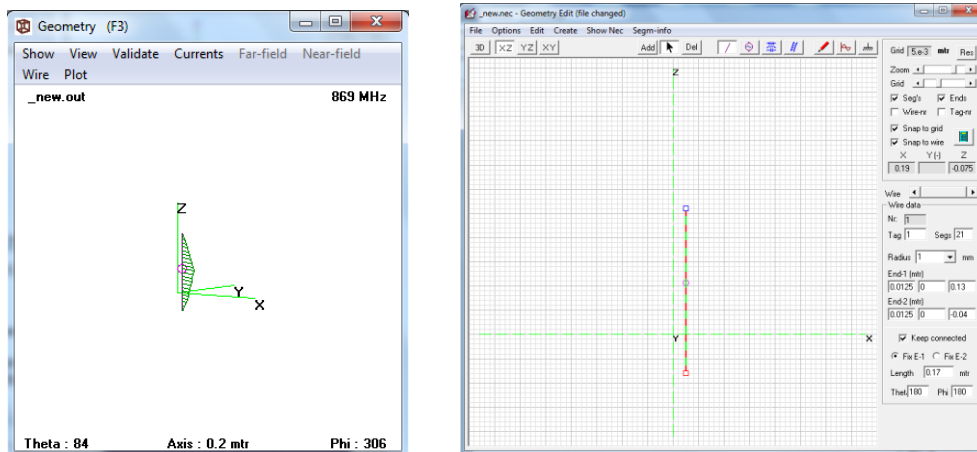 Geometry (F3)
Show View Validate Currents Far-field Near-field
Wire Plot
_new.out 869 MHz
Z
Y
X
Theta : 84 Axis : 0.2 mtr Phi : 306
_new.nec - Geometry Edit (file changed)
File Options Edit Create Show Nec Segm-info
3D XZ YZ XY Add Del
Z
Y X
Grid 5.e-3 mtr Res
Zoom
Grid
Seg's Ends
Wire-nr Tag-nr
Snap to grid
Snap to wire
X Y(-) Z
0.19 -0.075
Wire
Wire data
Nr. 1
Tag 1 Segs 21
Radius 1 mm
End-1 (mtr)
0.0125 0 0.13
End-2 (mtr)
0.0125 0 -0.04
Keep connected
Fix E-1 Fix E-2
Length 0.17 mtr
Thet. 180 Phi 180